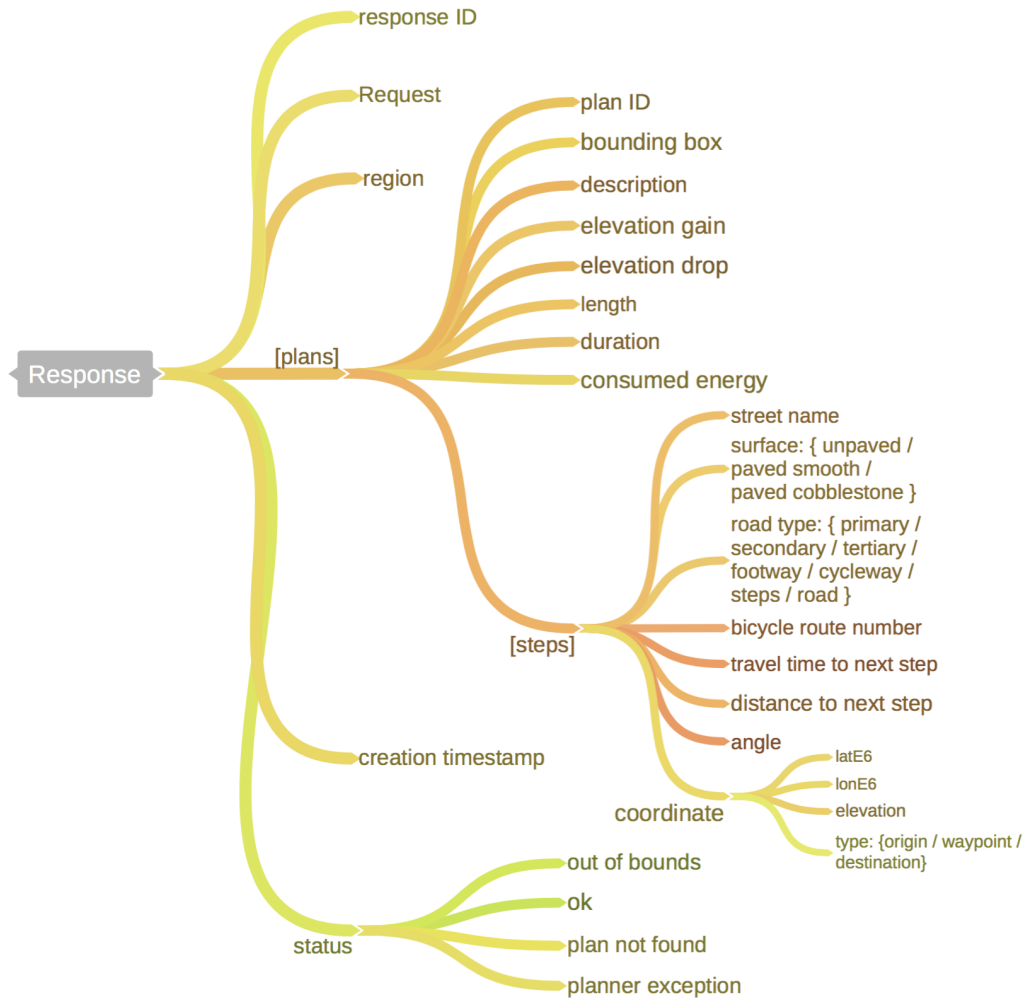 response ID
Request
region
Response
[plans]
plan ID
bounding box
description
elevation gain
elevation drop
length
duration
consumed energy
[steps]
street name
surface: { unpaved /
paved smooth /
paved cobblestone }
road type: { primary /
secondary / tertiary /
footway / cycleway /
steps / road }
bicycle route number
travel time to next step
distance to next step
angle
coordinate
latE6
lonE6
elevation
type: {origin / waypoint /
destination}
creation timestamp
status
out of bounds
ok
plan not found
planner exception